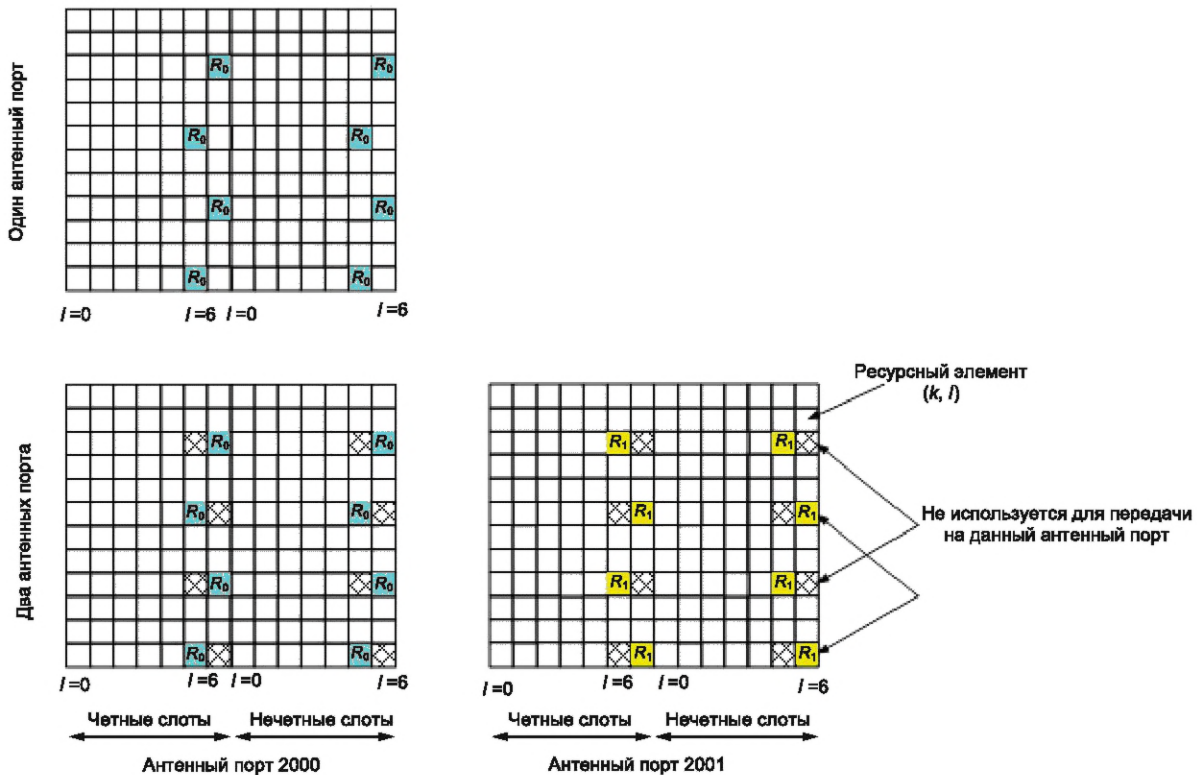 Один антенный порт
R₀ R₀
R₀ R₀
R₀ R₀
R₀ R₀
l =0 l =6 l =0 l =6
Два антенных порта
R₀ R₀
R₀ R₀
R₀ R₀
R₀ R₀
l =0 l =6 l =0 l =6
Четные слоты Нечетные слоты
Антенный порт 2000
R₁ R₁
R₁ R₁
R₁ R₁
R₁ R₁
l =0 l =6 l =0 l =6
Четные слоты Нечетные слоты
Антенный порт 2001
Ресурсный элемент
(k, l)
Не используется для передачи
на данный антенный порт